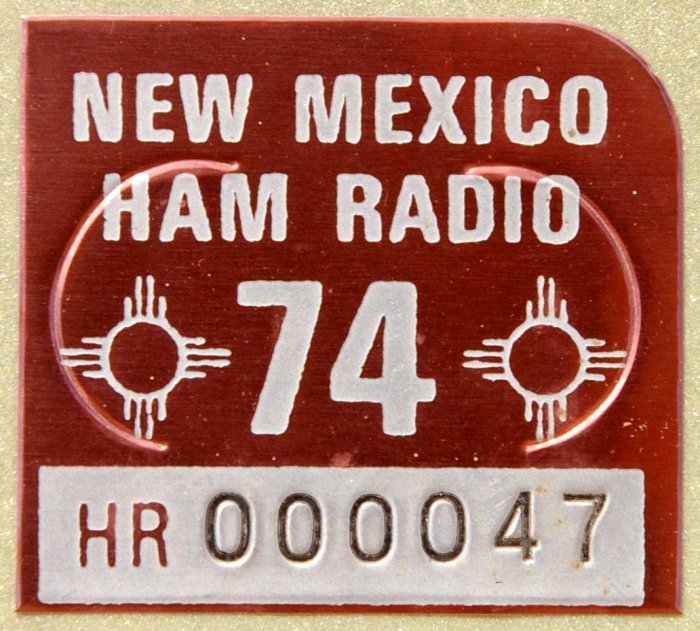 NEW MEXICO
HAM RADIO
74
HR 000047